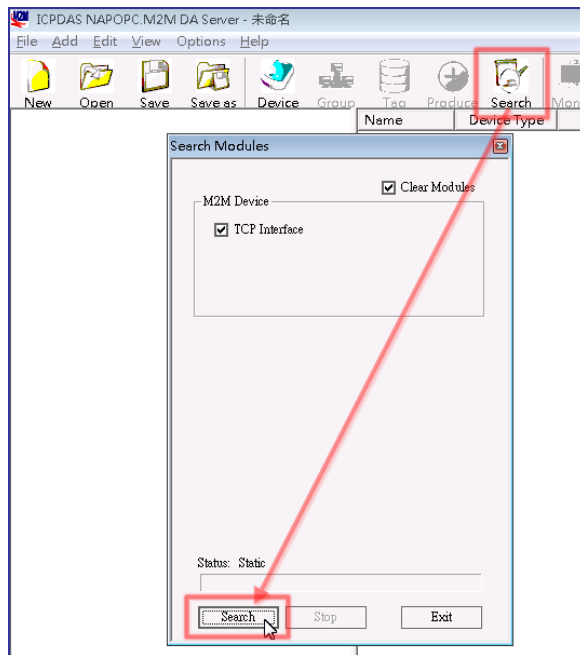 ICPDAS NAPOPC.M2M DA Server - 未命名
File Add Edit View Options Help
New Open Save Save as Device Group Tag Produce Search Mon
Name Device Type
Search Modules
Clear Modules
M2M Device
TCP Interface
Status: Static
Search Stop Exit